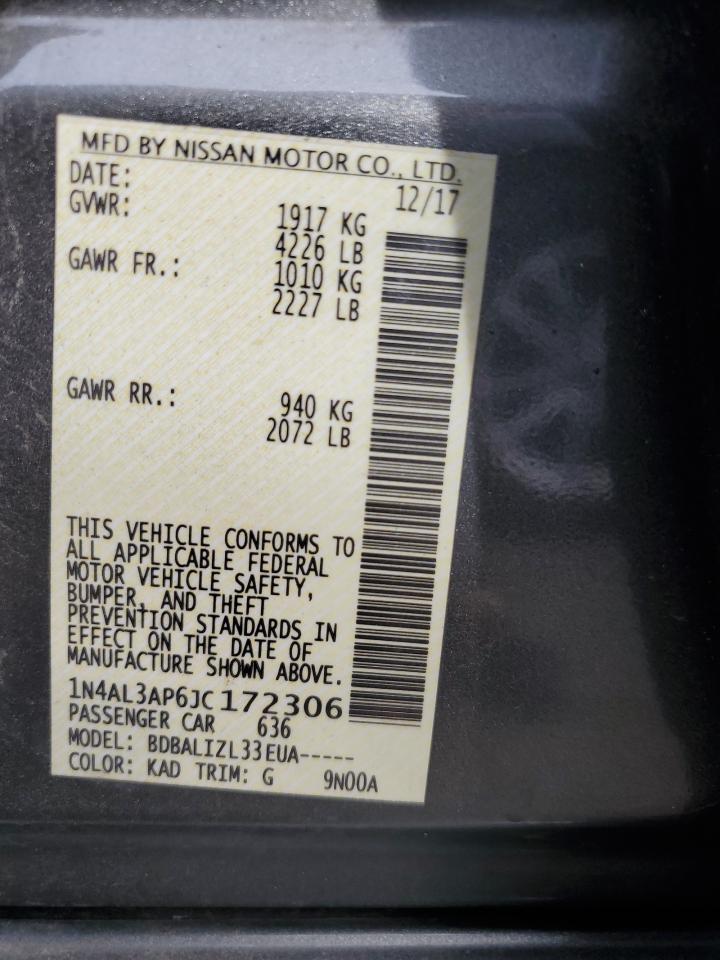 MFD BY NISSAN MOTOR CO., LTD.
DATE: 12/17
GVWR: 1917 KG
4226 LB
GAWR FR.: 1010 KG
2227 LB
GAWR RR.: 940 KG
2072 LB
THIS VEHICLE CONFORMS TO
ALL APPLICABLE FEDERAL
MOTOR VEHICLE SAFETY,
BUMPER, AND THEFT
PREVENTION STANDARDS IN
EFFECT ON THE DATE OF
MANUFACTURE SHOWN ABOVE.
1N4AL3AP6JC172306
PASSENGER CAR 636
MODEL: BDBALIZL33EUA-----
COLOR: KAD TRIM: G 9N00A